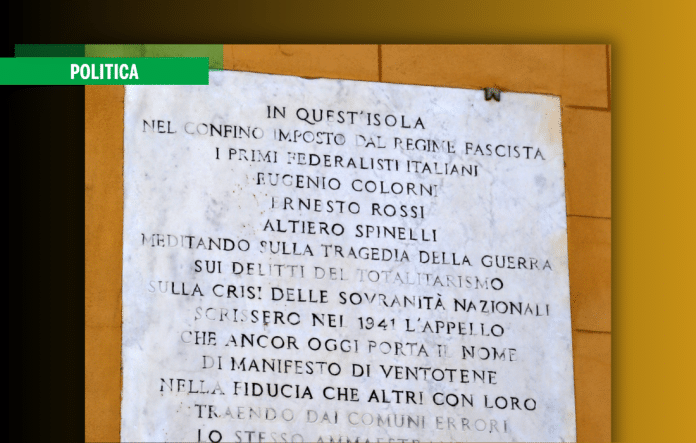 POLITICA
IN QUEST'ISOLA
NEL CONFINO IMPOSTO DAL REGIME FASCISTA
I PRIMI FEDERALISTI ITALIANI
EUGENIO COLORNI
ERNESTO ROSSI
ALTIERO SPINELLI
MEDITANDO SULLA TRAGEDIA DELLA GUERRA
SUI DELITTI DEL TOTALITARISMO
SULLA CRISI DELLE SOVRANITÀ NAZIONALI
SCRISSERO NEL 1941 L'APPELLO
CHE ANCOR OGGI PORTA IL NOME
DI MANIFESTO DI VENTOTENE
NELLA FIDUCIA CHE ALTRI CON LORO
TRAENDO DAI COMUNI ERRORI
LO STESSO